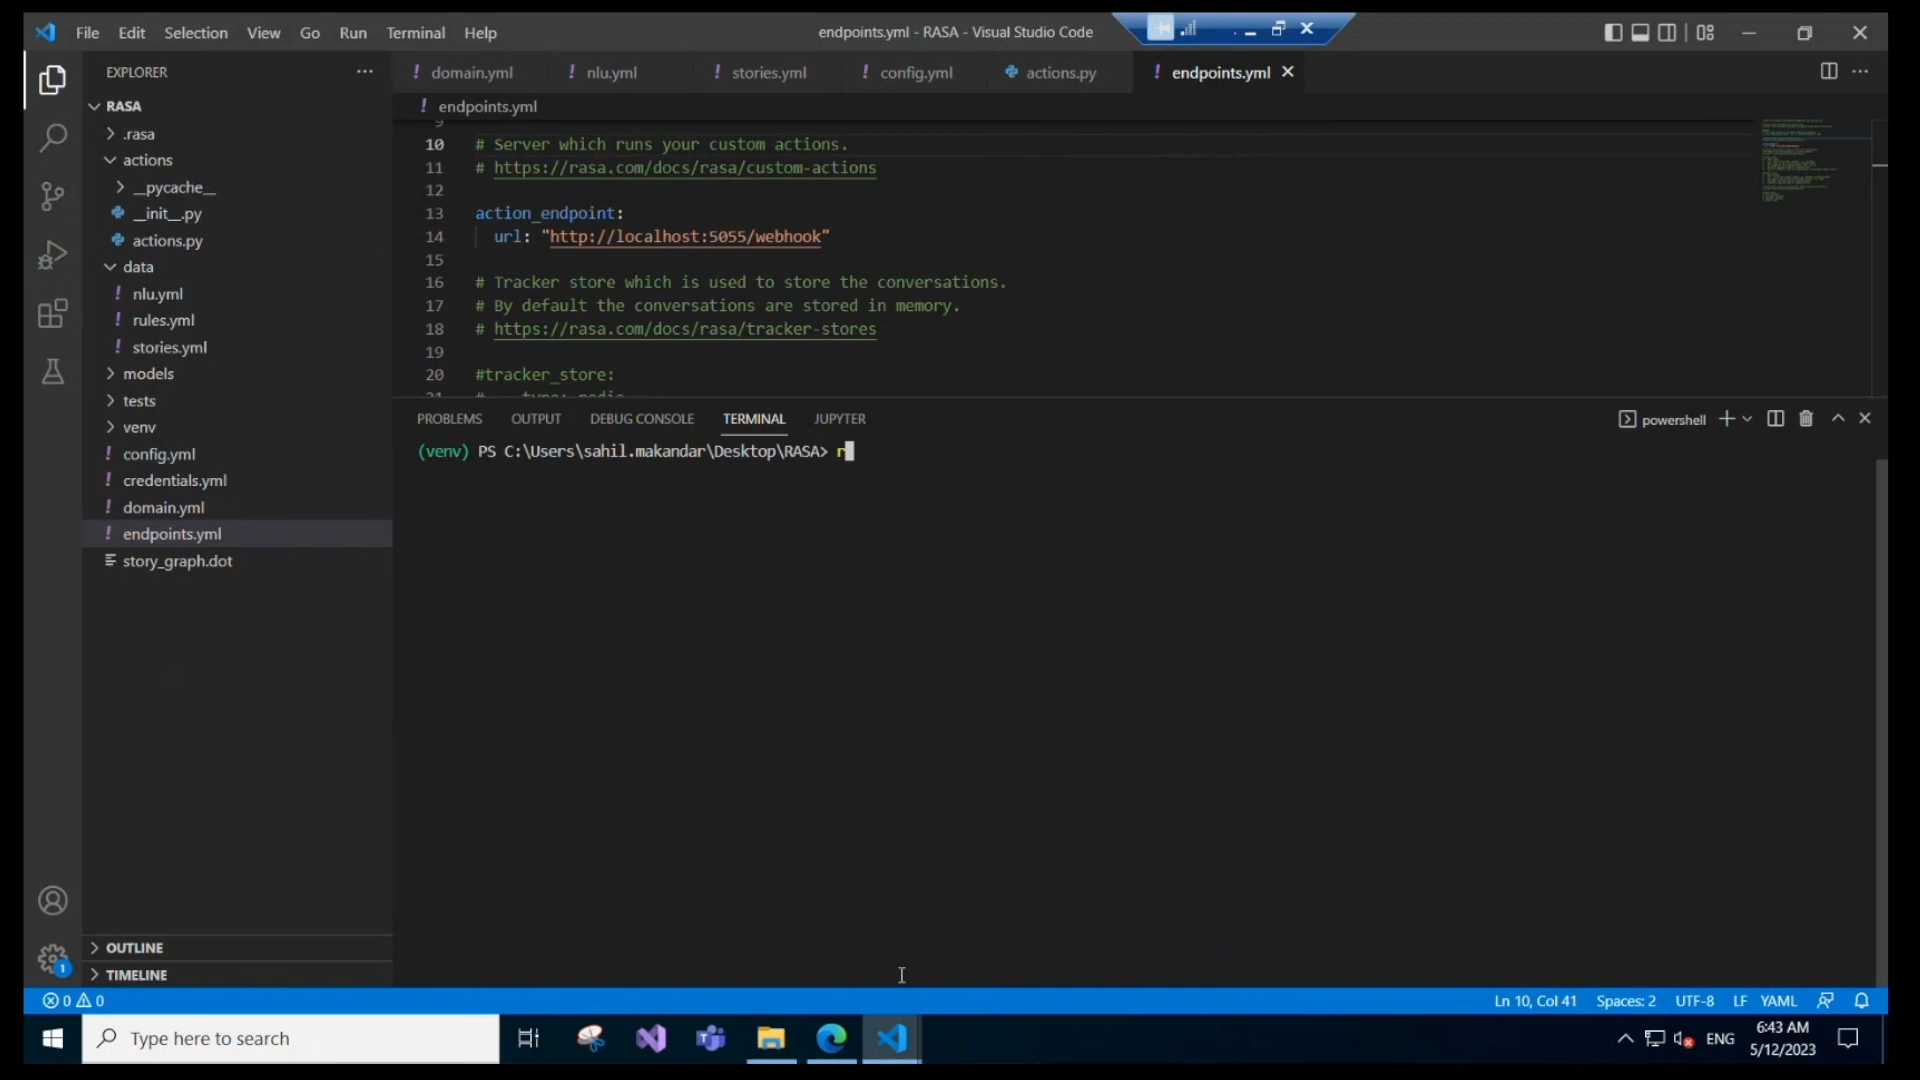 File Edit Selection View Go Run Terminal Help
endpoints.yml - RASA - Visual Studio Code
EXPLORER
domain.yml
nlu.yml
stories.yml
config.yml
actions.py
endpoints.yml
RASA
.rasa
actions
__pycache__
__init__.py
actions.py
data
nlu.yml
rules.yml
stories.yml
models
tests
venv
config.yml
credentials.yml
domain.yml
endpoints.yml
story_graph.dot
OUTLINE
TIMELINE
endpoints.yml
9
10 # Server which runs your custom actions.
11 # https://rasa.com/docs/rasa/custom-actions
12
13 action_endpoint:
14 url: "http://localhost:5055/webhook"
15
16 # Tracker store which is used to store the conversations.
17 # By default the conversations are stored in memory.
18 # https://rasa.com/docs/rasa/tracker-stores
19
20 #tracker_store:
21 # type: redis
PROBLEMS OUTPUT DEBUG CONSOLE TERMINAL JUPYTER
powershell
(venv) PS C:\Users\sahil.makandar\Desktop\RASA> r
1
0 0
Ln 10, Col 41 Spaces: 2 UTF-8 LF YAML
Type here to search
ENG
6:43 AM
5/12/2023